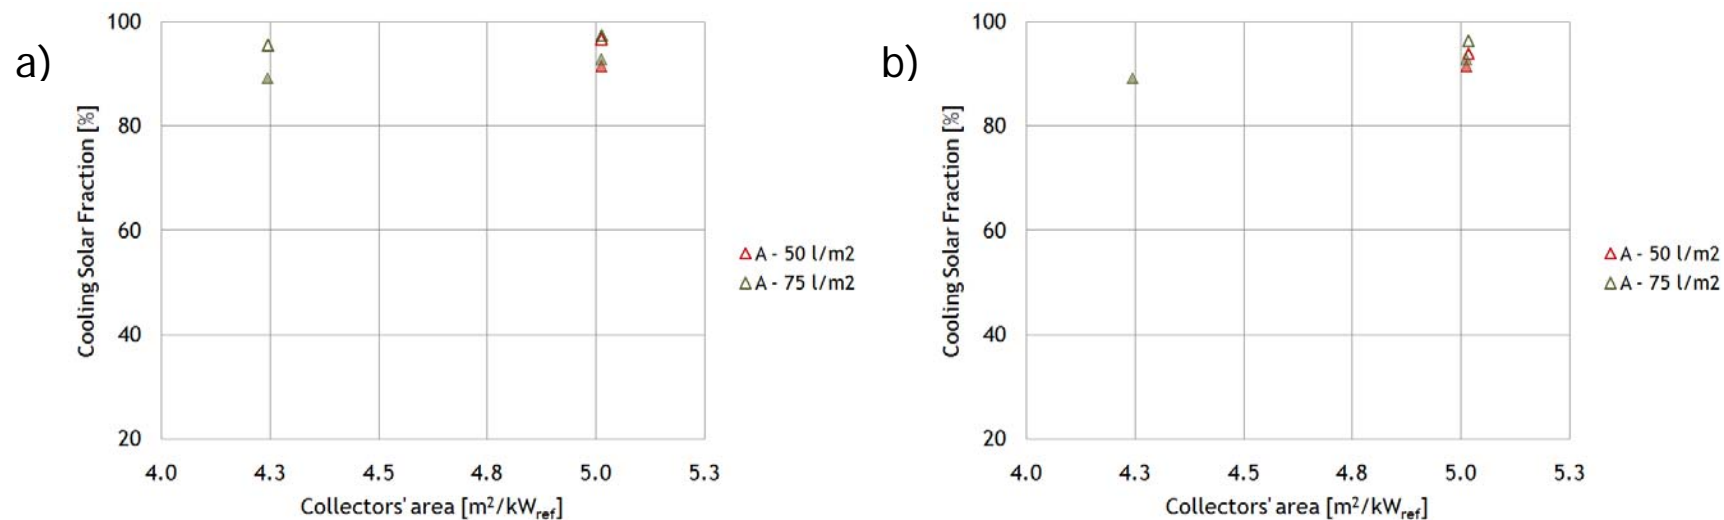 a)
100
80
60
40
20
Cooling Solar Fraction [%]
4.0 4.3 4.5 4.8 5.0 5.3
Collectors' area [m²/kWref]
A - 50 l/m2
A - 75 l/m2
b)
100
80
60
40
20
Cooling Solar Fraction [%]
4.0 4.3 4.5 4.8 5.0 5.3
Collectors' area [m²/kWref]
A - 50 l/m2
A - 75 l/m2